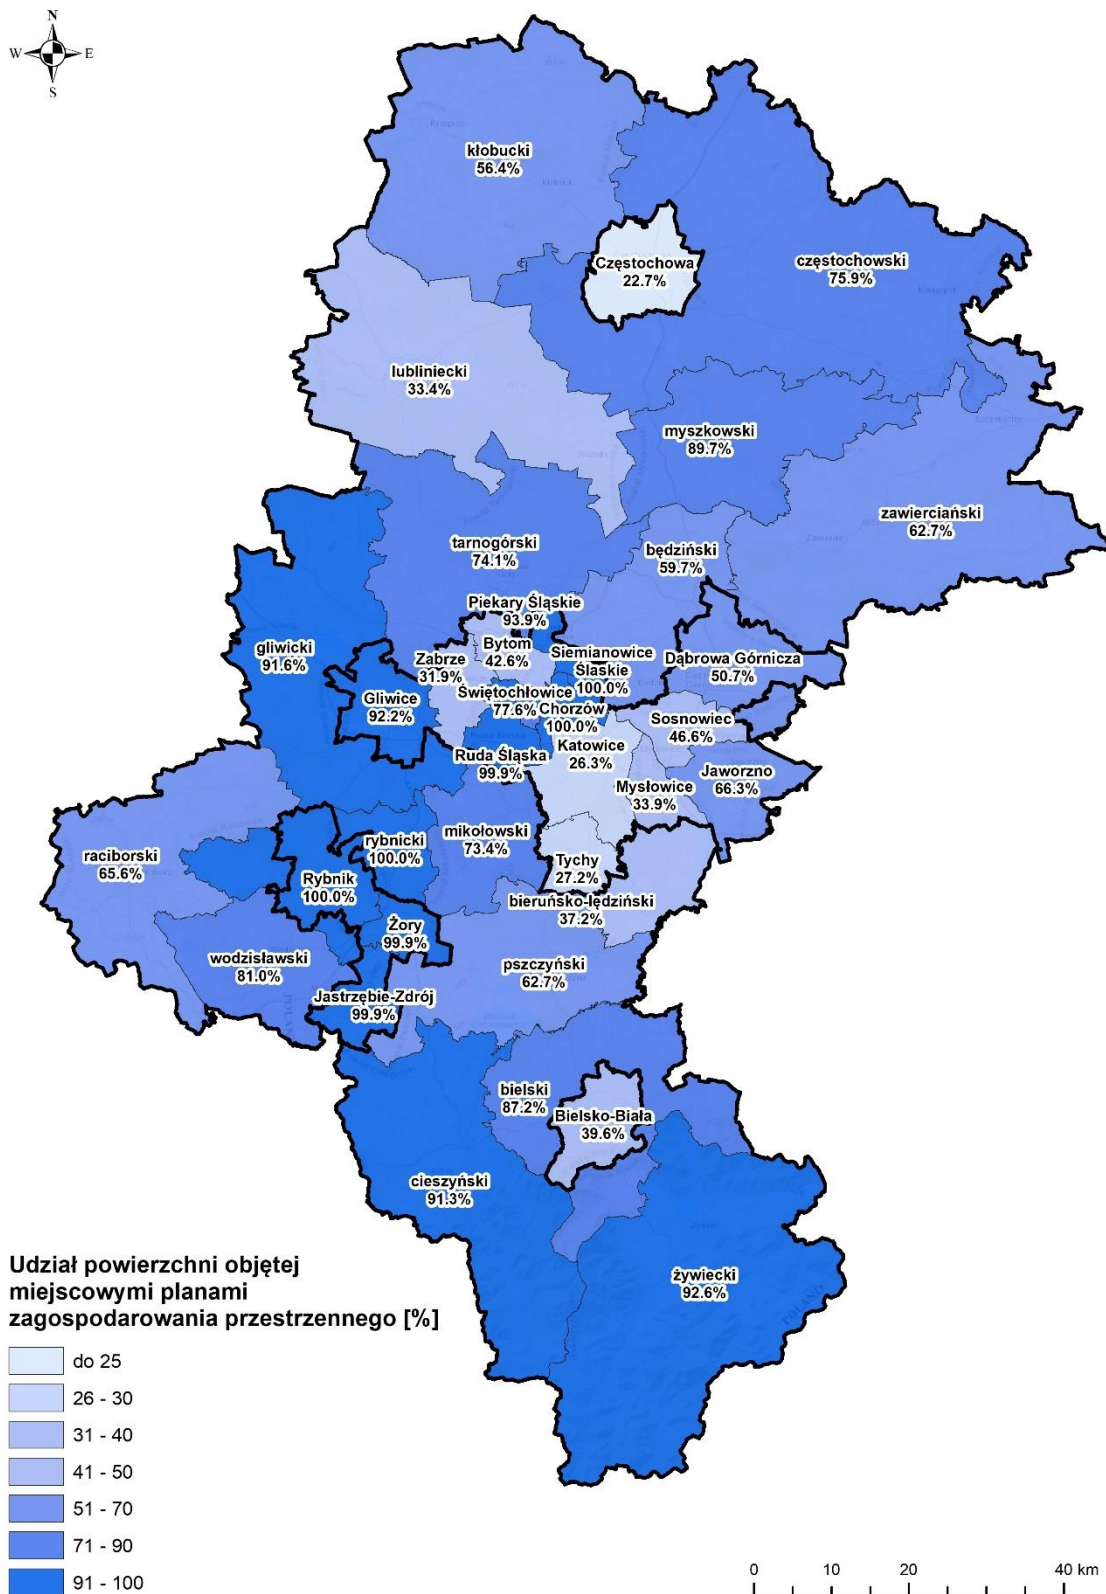 N
W E
S
kłobucki
56.4%
Częstochowa
22.7%
częstochowski
75.9%
lubliniecki
33.4%
myszkowski
89.7%
zawierciański
62.7%
tarnogórski
74.1%
będziński
59.7%
Piekary Śląskie
93.9%
gliwicki
91.6%
Bytom
42.6%
Siemianowice
Śląskie
100.0%
Zabrze
31.9%
Dąbrowa Górnicza
50.7%
Gliwice
92.2%
Świętochłowice
77.6%
Chorzów
100.0%
Sosnowiec
46.6%
Ruda Śląska
99.9%
Katowice
26.3%
Mysłowice
33.9%
Jaworzno
66.3%
raciborski
65.6%
rybnicki
100.0%
mikołowski
73.4%
Tychy
27.2%
Rybnik
100.0%
bieruńsko-lędziński
37.2%
Żory
99.9%
wodzisławski
81.0%
pszczyński
62.7%
Jastrzębie-Zdrój
99.9%
bielski
87.2%
Bielsko-Biała
39.6%
cieszyński
91.3%
żywiecki
92.6%
POLAND
Udział powierzchni objętej
miejscowymi planami
zagospodarowania przestrzennego [%]
do 25
26 - 30
31 - 40
41 - 50
51 - 70
71 - 90
91 - 100
0 10 20 40 km